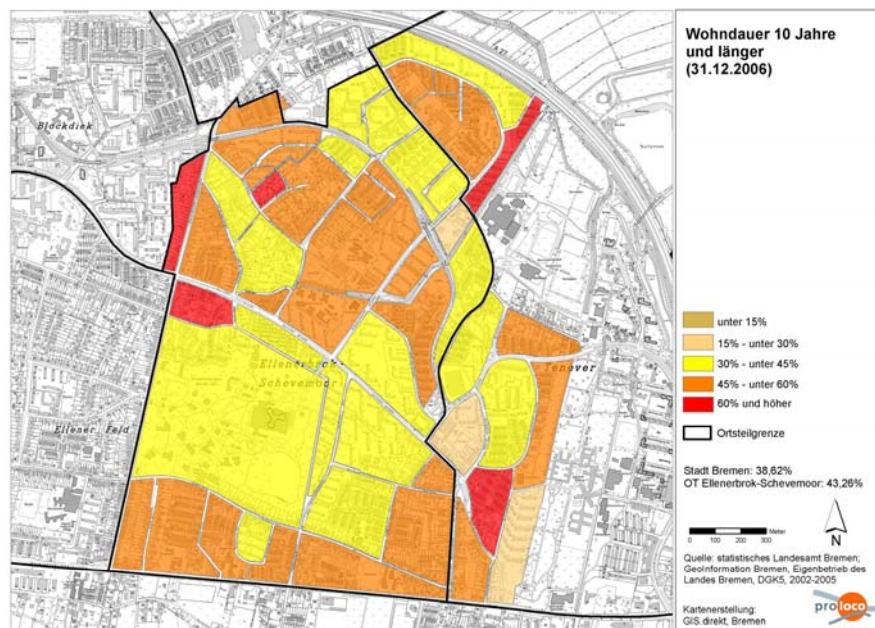 Wohndauer 10 Jahre
und länger
(31.12.2006)
A 27
Blockdiek
Ellenerbrok-
Schevemoor
Tenever
Ellener Feld
unter 15%
15% - unter 30%
30% - unter 45%
45% - unter 60%
60% und höher
Ortsteilgrenze
Stadt Bremen: 38,62%
OT Ellenerbrok-Schevemoor: 43,26%
0 100 200 300 Meter
N
Quelle: statistisches Landesamt Bremen;
GeoInformation Bremen, Eigenbetrieb des
Landes Bremen, DGK5, 2002-2005
Kartenerstellung:
GIS.direkt, Bremen
proloco